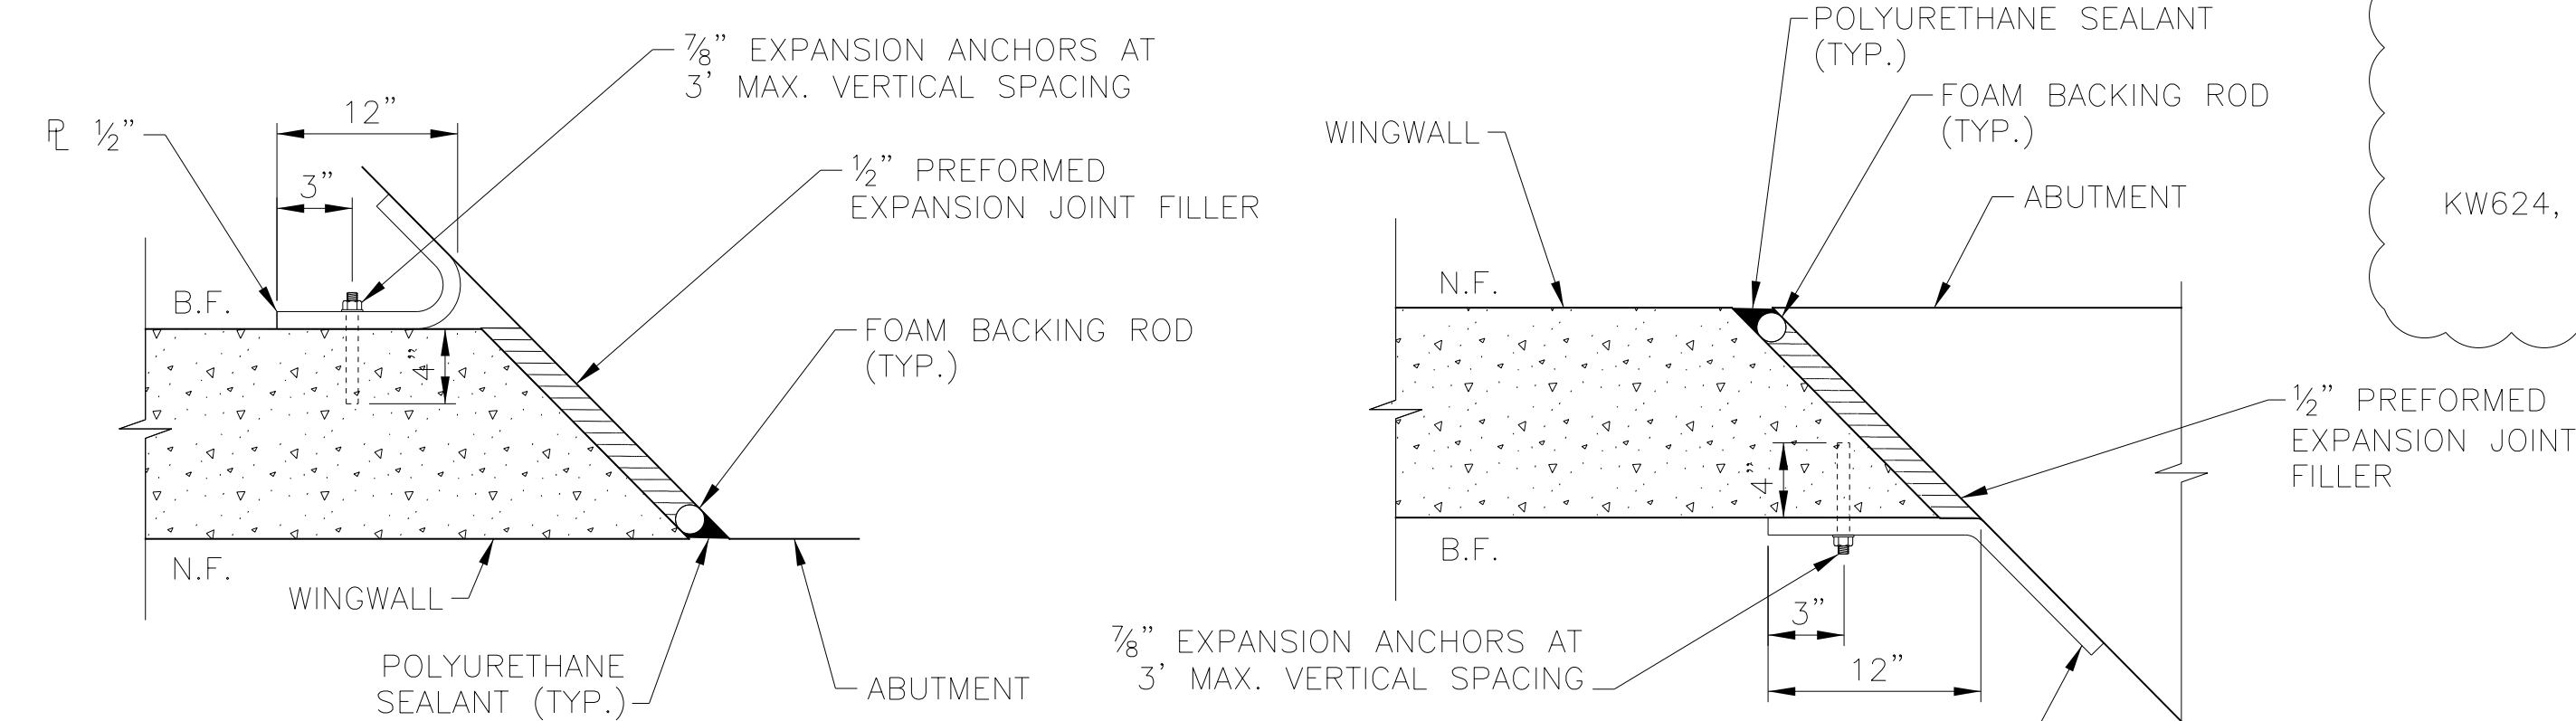 ⅞" EXPANSION ANCHORS AT
3' MAX. VERTICAL SPACING
12"
℄ ½"
3"
½" PREFORMED
EXPANSION JOINT FILLER
B.F.
4"
FOAM BACKING ROD
(TYP.)
N.F.
WINGWALL
POLYURETHANE
SEALANT (TYP.)
ABUTMENT
POLYURETHANE SEALANT
(TYP.)
FOAM BACKING ROD
(TYP.)
WINGWALL
ABUTMENT
N.F.
½" PREFORMED
EXPANSION JOINT
FILLER
4"
B.F.
3"
⅞" EXPANSION ANCHORS AT
3' MAX. VERTICAL SPACING
12"
KW624,